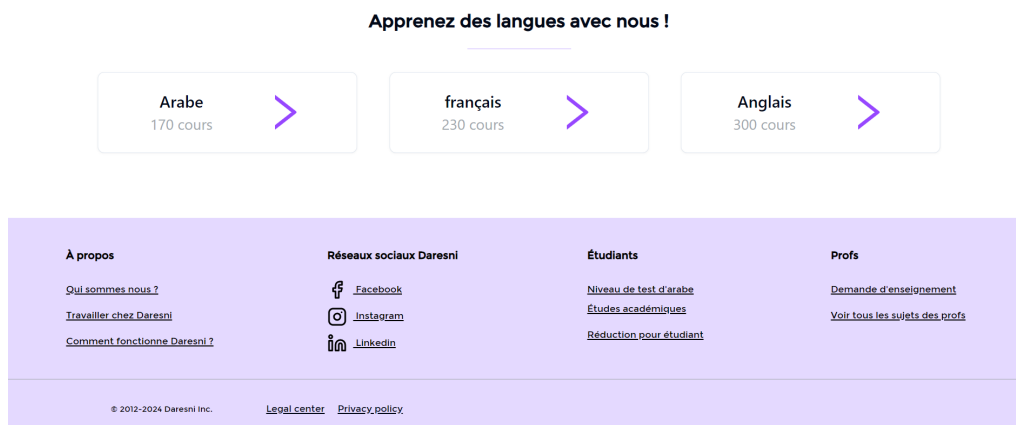 Apprenez des langues avec nous !
Arabe
170 cours
français
230 cours
Anglais
300 cours
À propos
Qui sommes nous ?
Travailler chez Daresni
Comment fonctionne Daresni ?
Réseaux sociaux Daresni
Facebook
Instagram
Linkedin
Étudiants
Niveau de test d'arabe
Études académiques
Réduction pour étudiant
Profs
Demande d'enseignement
Voir tous les sujets des profs
© 2012-2024 Daresni Inc.
Legal center
Privacy policy